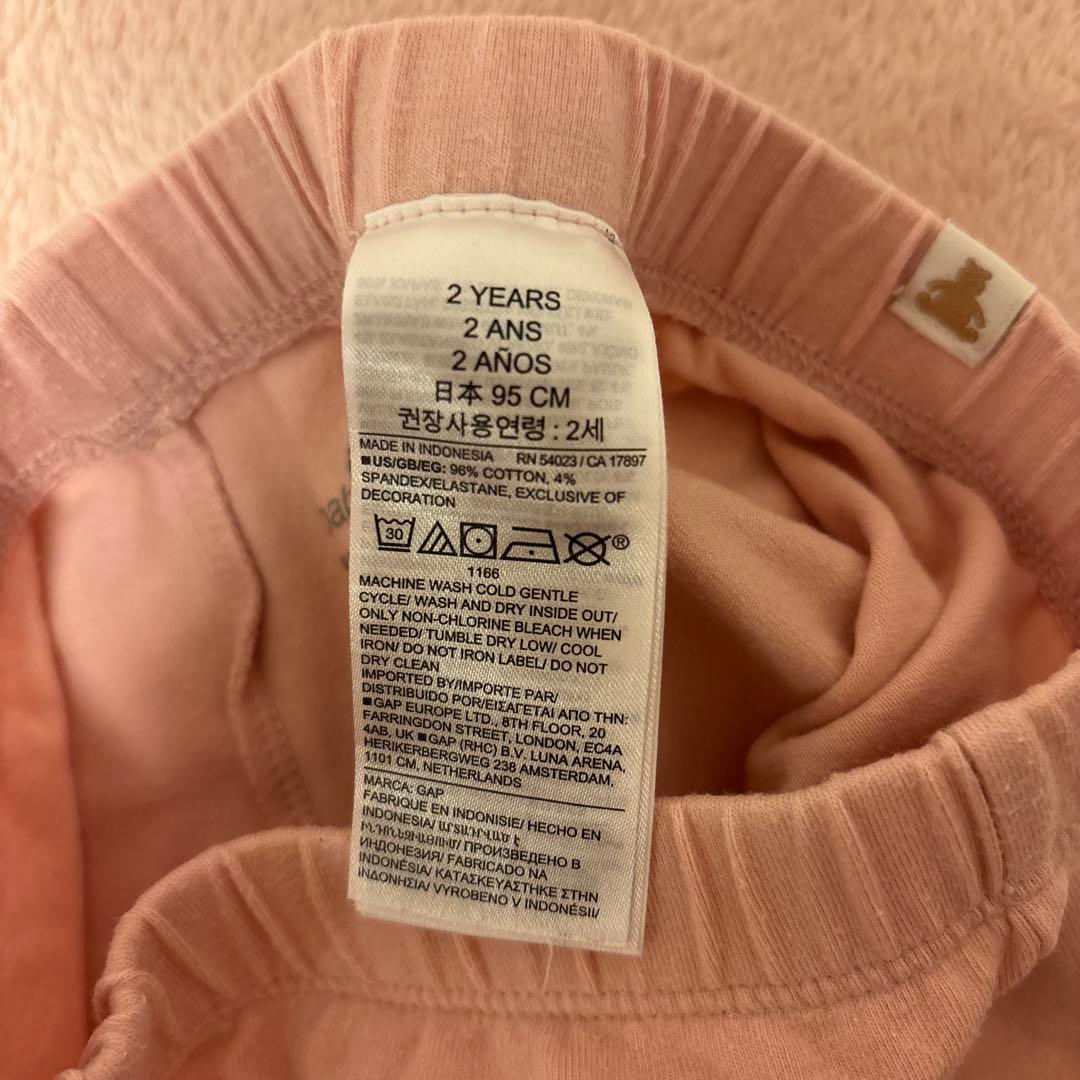 2 YEARS
2 ANS
2 AÑOS
日本 95 CM
권장사용연령 : 2세
MADE IN INDONESIA RN 54023 / CA 17897
■ US/GB/EG: 96% COTTON, 4%
SPANDEX/ELASTANE, EXCLUSIVE OF
DECORATION
30
®
1166
MACHINE WASH COLD GENTLE
CYCLE/ WASH AND DRY INSIDE OUT/
ONLY NON-CHLORINE BLEACH WHEN
NEEDED/ TUMBLE DRY LOW/ COOL
IRON/ DO NOT IRON LABEL/ DO NOT
DRY CLEAN
IMPORTED BY/IMPORTE PAR/
DISTRIBUIDO POR/ΕΙΣΑΓΕΤΑΙ ΑΠΟ ΤΗΝ:
■ GAP EUROPE LTD., 8TH FLOOR, 20
FARRINGDON STREET, LONDON, EC4A
4AB, UK ■ GAP (RHC) B.V. LUNA ARENA,
HERIKERBERGWEG 238 AMSTERDAM,
1101 CM, NETHERLANDS
MARCA: GAP
FABRIQUE EN INDONISIE/ HECHO EN
INDONESIA/ ԻՆԴՈՆԵԶԻԱՅՈՒՄ/ ПРОИЗВЕДЕНО В
ИНДОНЕЗИЯ/ FABRICADO NA
INDONÉSIA/ ΚΑΤΑΣΚΕΥΑΣΤΗΚΕ ΣΤΗΝ
ΙΝΔΟΝΗΣΙΑ/ VYROBENO V INDONÉSII/